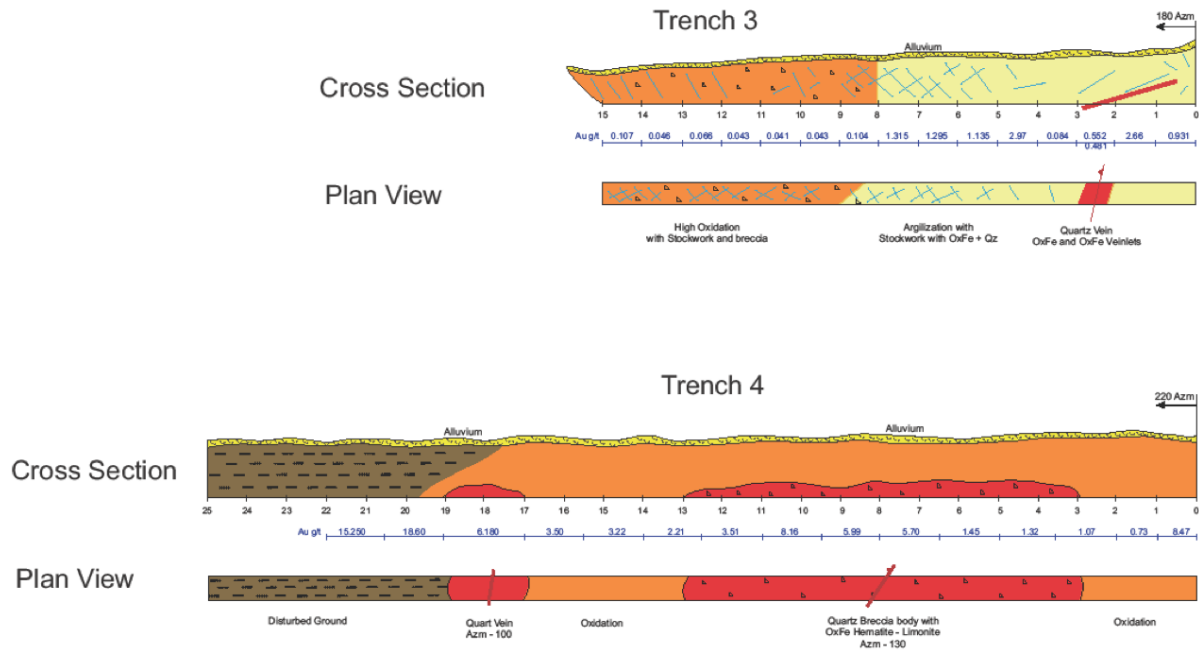 Trench 3
180 Azm
Alluvium
Cross Section
15 14 13 12 11 10 9 8 7 6 5 4 3 2 1 0
Au g/t 0.107 0.046 0.066 0.043 0.041 0.043 0.104 1.315 1.295 1.135 2.97 0.084 0.552 2.66 0.931
0.481
Plan View
High Oxidation
with Stockwork and breccia
Argilization with
Stockwork with OxFe + Qz
Quartz Vein
OxFe and OxFe Veinlets
Trench 4
220 Azm
Alluvium
Alluvium
Cross Section
25 24 23 22 21 20 19 18 17 16 15 14 13 12 11 10 9 8 7 6 5 4 3 2 1 0
Au g/t 15.250 18.60 6.180 3.50 3.22 2.21 3.51 8.16 5.99 5.70 1.45 1.32 1.07 0.73 8.47
Plan View
Disturbed Ground
Quart Vein
Azm - 100
Oxidation
Quartz Breccia body with
OxFe Hematite - Limonite
Azm - 130
Oxidation